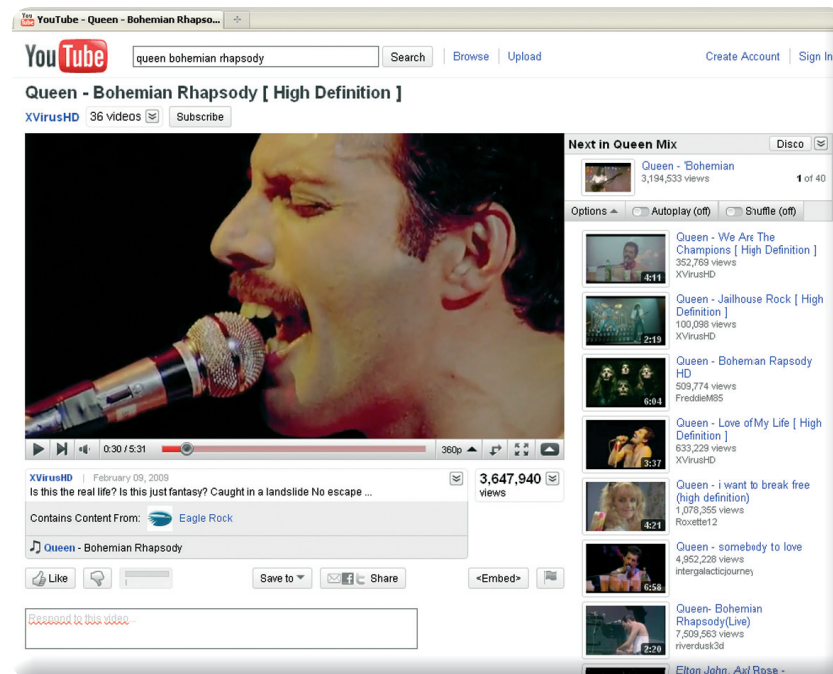 YouTube - Queen - Bohemian Rhapso...
You Tube
queen bohemian rhapsody
Search
Browse
Upload
Create Account
Sign In
Queen - Bohemian Rhapsody [ High Definition ]
XVirusHD
36 videos
Subscribe
0:30 / 5:31
360p
XVirusHD
February 09, 2009
Is this the real life? Is this just fantasy? Caught in a landslide No escape ...
3,647,940
views
Contains Content From:
Eagle Rock
Queen - Bohemian Rhapsody
Like
Save to
Share
<Embed>
Respond to this video...
Next in Queen Mix
Disco
Queen - 'Bohemian
3,194,533 views
1 of 40
Options
Autoplay (off)
Shuffle (off)
Queen - We Are The
Champions [ High Definition ]
352,769 views
XVirusHD
4:11
Queen - Jailhouse Rock [ High
Definition ]
100,098 views
XVirusHD
2:19
Queen - Bohemian Rapsody
HD
509,774 views
FreddieM85
6:04
Queen - Love of My Life [ High
Definition ]
633,229 views
XVirusHD
3:37
Queen - i want to break free
(high definition)
1,078,355 views
Roxette12
4:21
Queen - somebody to love
4,952,228 views
intergalacticjourney
6:58
Queen- Bohemian
Rhapsody(Live)
7,509,563 views
riverdusk3d
2:20
Elton John, Axl Rose -